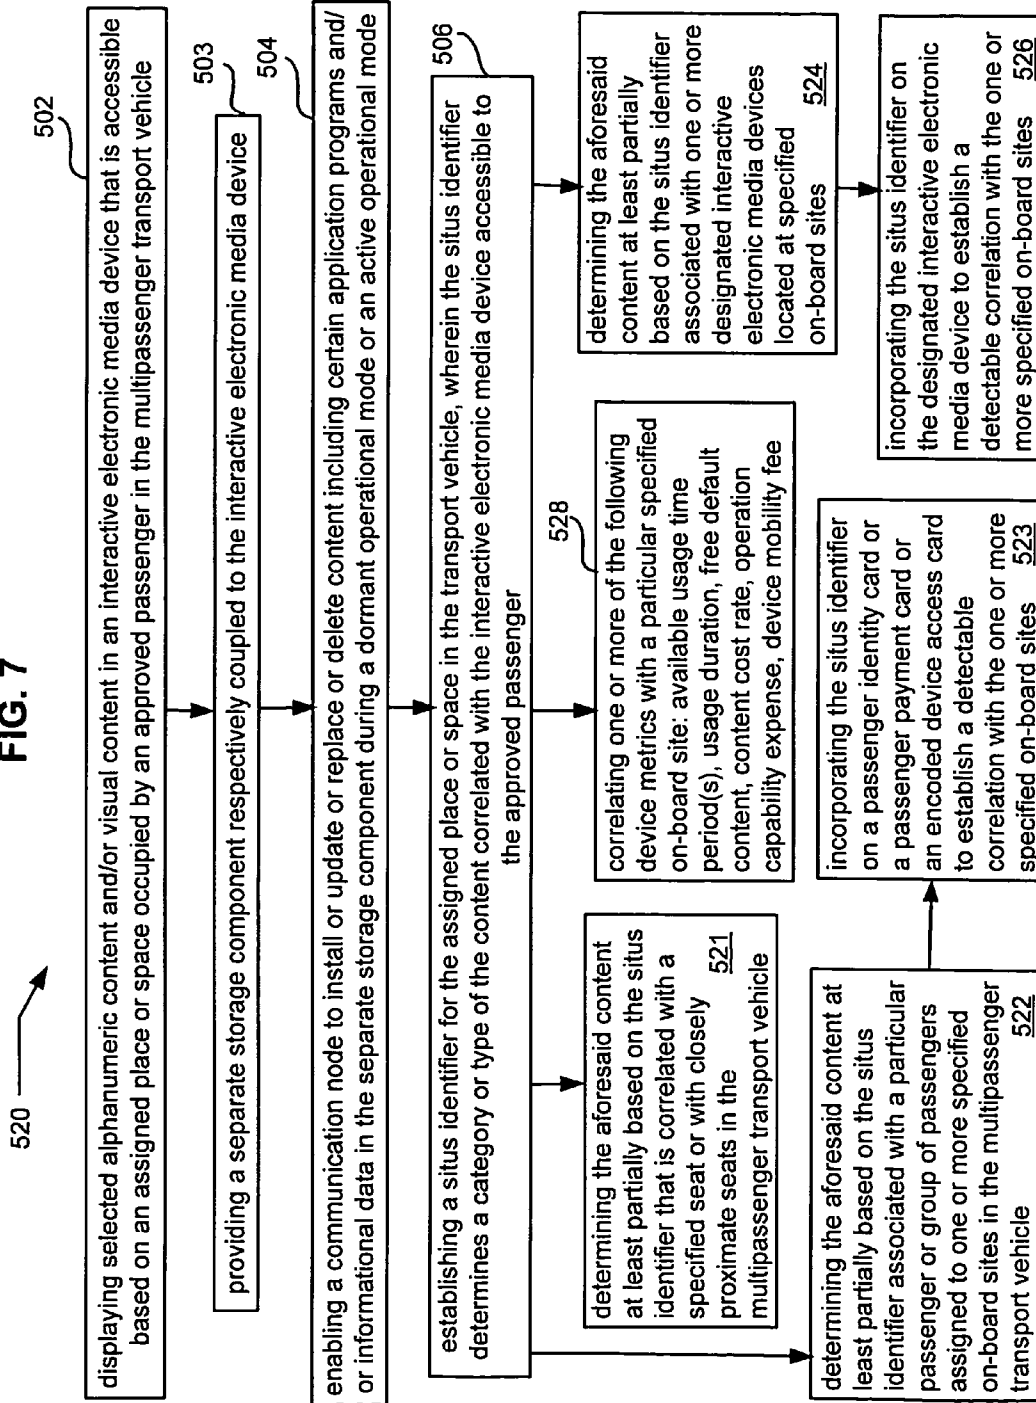 FIG. 7
520
502
displaying selected alphanumeric content and/or visual content in an interactive electronic media device that is accessible
based on an assigned place or space occupied by an approved passenger in the multipassenger transport vehicle
503
providing a separate storage component respectively coupled to the interactive electronic media device
504
enabling a communication node to install or update or replace or delete content including certain application programs and/
or informational data in the separate storage component during a dormant operational mode or an active operational mode
506
establishing a situs identifier for the assigned place or space in the transport vehicle, wherein the situs identifier
determines a category or type of the content correlated with the interactive electronic media device accessible to
the approved passenger
determining the aforesaid content
at least partially based on the situs
identifier that is correlated with a
specified seat or with closely
proximate seats in the 521
multipassenger transport vehicle
528
correlating one or more of the following
device metrics with a particular specified
on-board site: available usage time
period(s), usage duration, free default
content, content cost rate, operation
capability expense, device mobility fee
determining the aforesaid
content at least partially
based on the situs identifier
associated with one or more
designated interactive
electronic media devices
located at specified
on-board sites 524
determining the aforesaid content at
least partially based on the situs
identifier associated with a particular
passenger or group of passengers
assigned to one or more specified
on-board sites in the multipassenger
transport vehicle 522
incorporating the situs identifier
on a passenger identity card or
a passenger payment card or
an encoded device access card
to establish a detectable
correlation with the one or more
specified on-board sites 523
incorporating the situs identifier on
the designated interactive electronic
media device to establish a
detectable correlation with the one or
more specified on-board sites 526